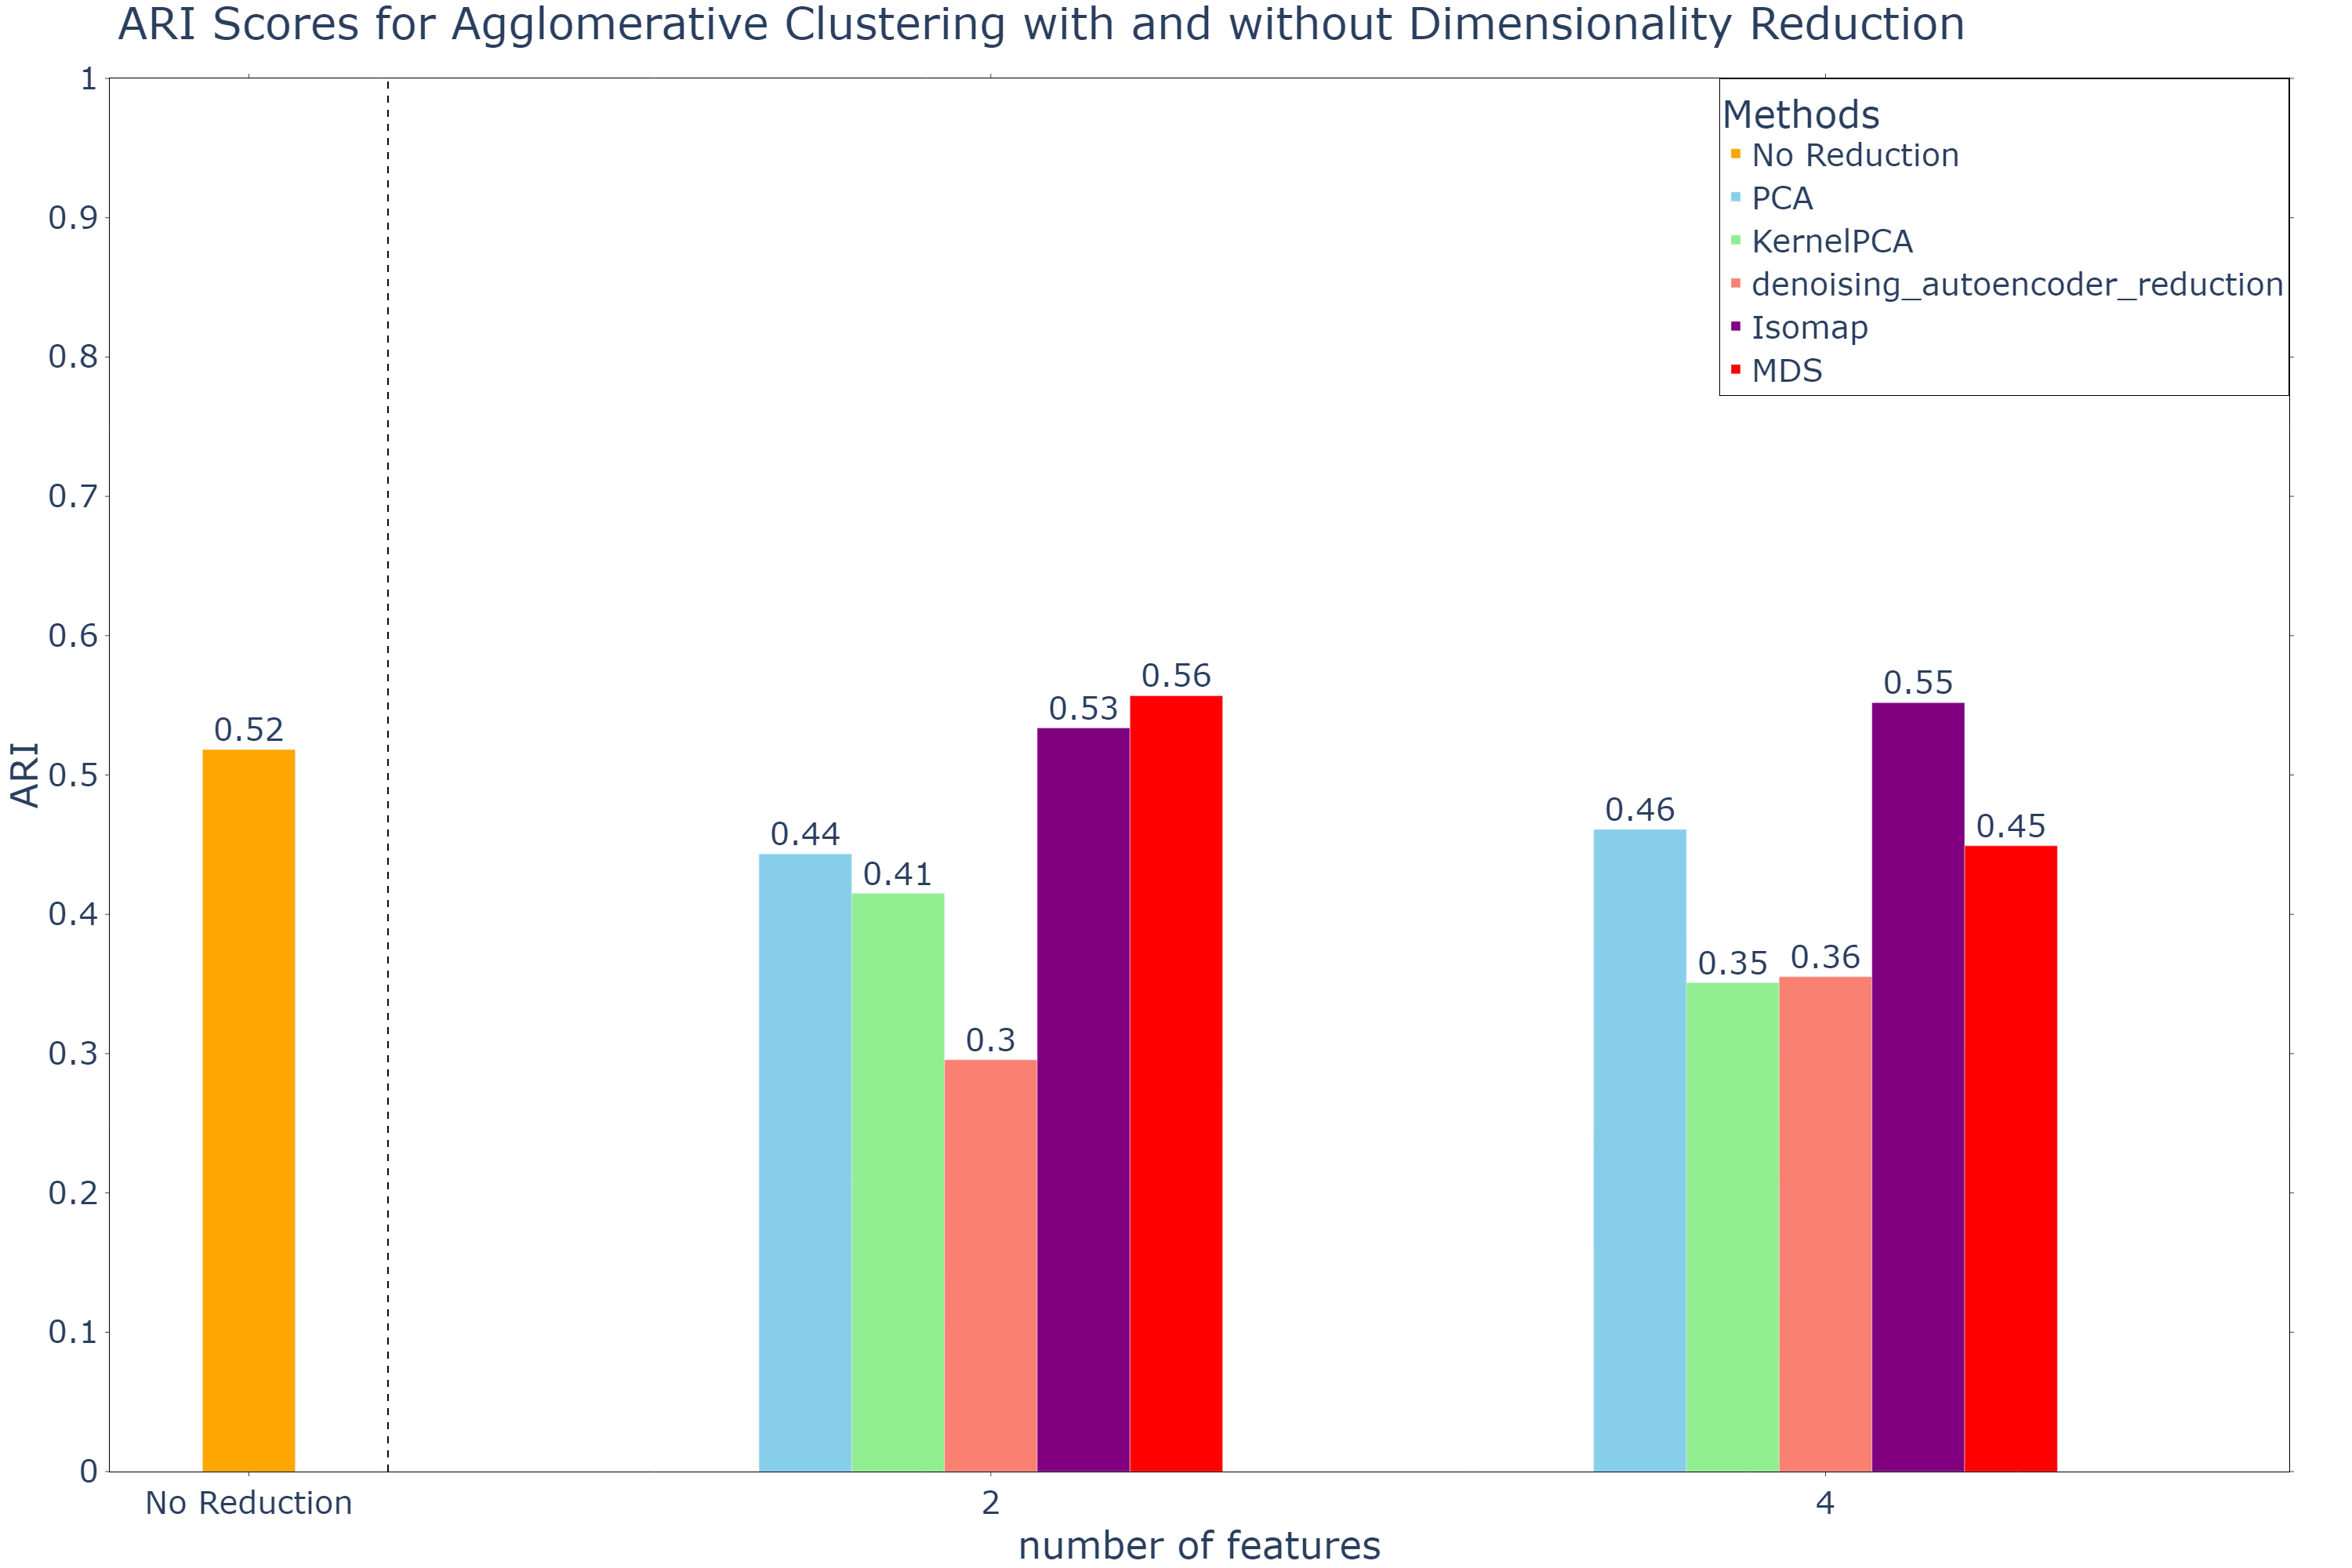 ARI Scores for Agglomerative Clustering with and without Dimensionality Reduction
Methods
No Reduction
PCA
KernelPCA
denoising_autoencoder_reduction
Isomap
MDS
ARI
1
0.9
0.8
0.7
0.6
0.5
0.4
0.3
0.2
0.1
0
0.52
0.44
0.41
0.3
0.53
0.56
0.46
0.35
0.36
0.55
0.45
No Reduction
2
4
number of features